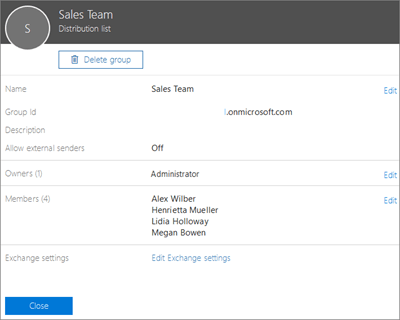 S
Sales Team
Distribution list
Delete group
Name Sales Team Edit
Group Id l.onmicrosoft.com
Description
Allow external senders Off
Owners (1) Administrator Edit
Members (4) Alex Wilber Edit
Henrietta Mueller
Lidia Holloway
Megan Bowen
Exchange settings Edit Exchange settings
Close